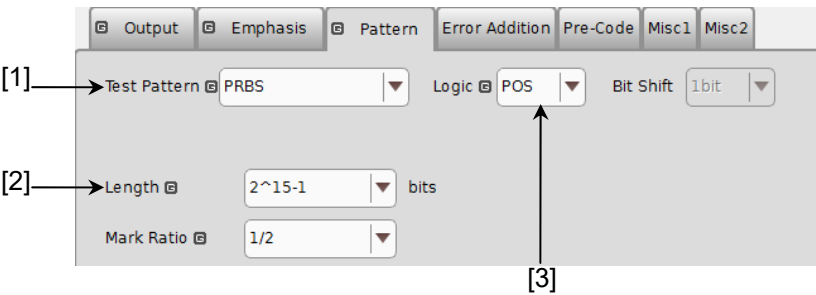 Output Emphasis Pattern Error Addition Pre-Code Misc1 Misc2
[1] Test Pattern G PRBS Logic G POS Bit Shift 1bit
[2] Length G 2^15-1 bits
Mark Ratio G 1/2
[3]